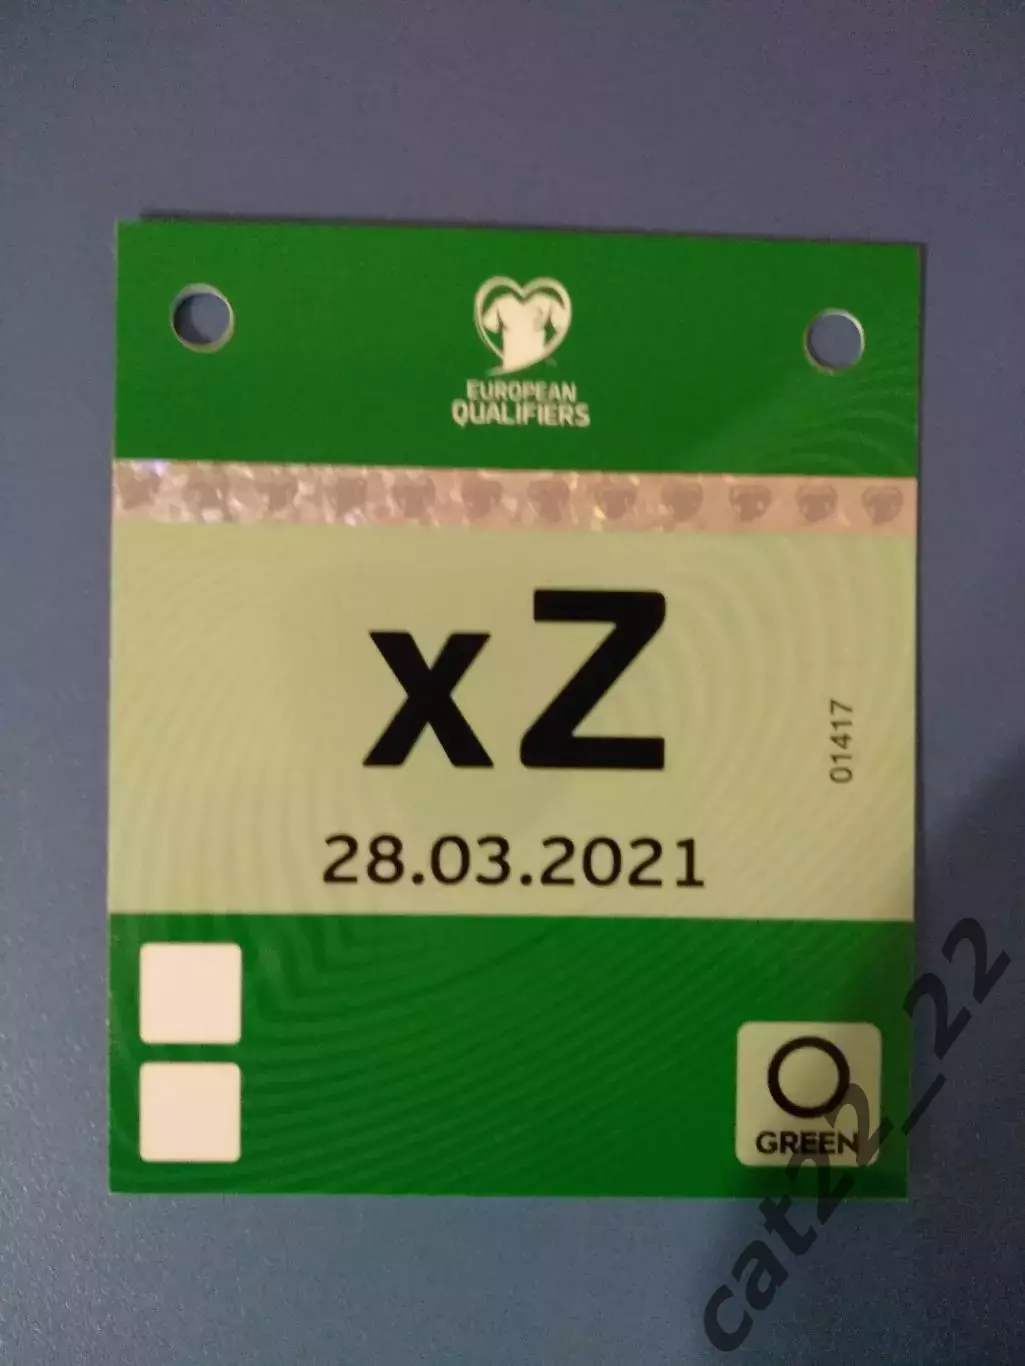 EUROPEAN
QUALIFIERS
xZ
01417
28.03.2021
GREEN
cat22_22